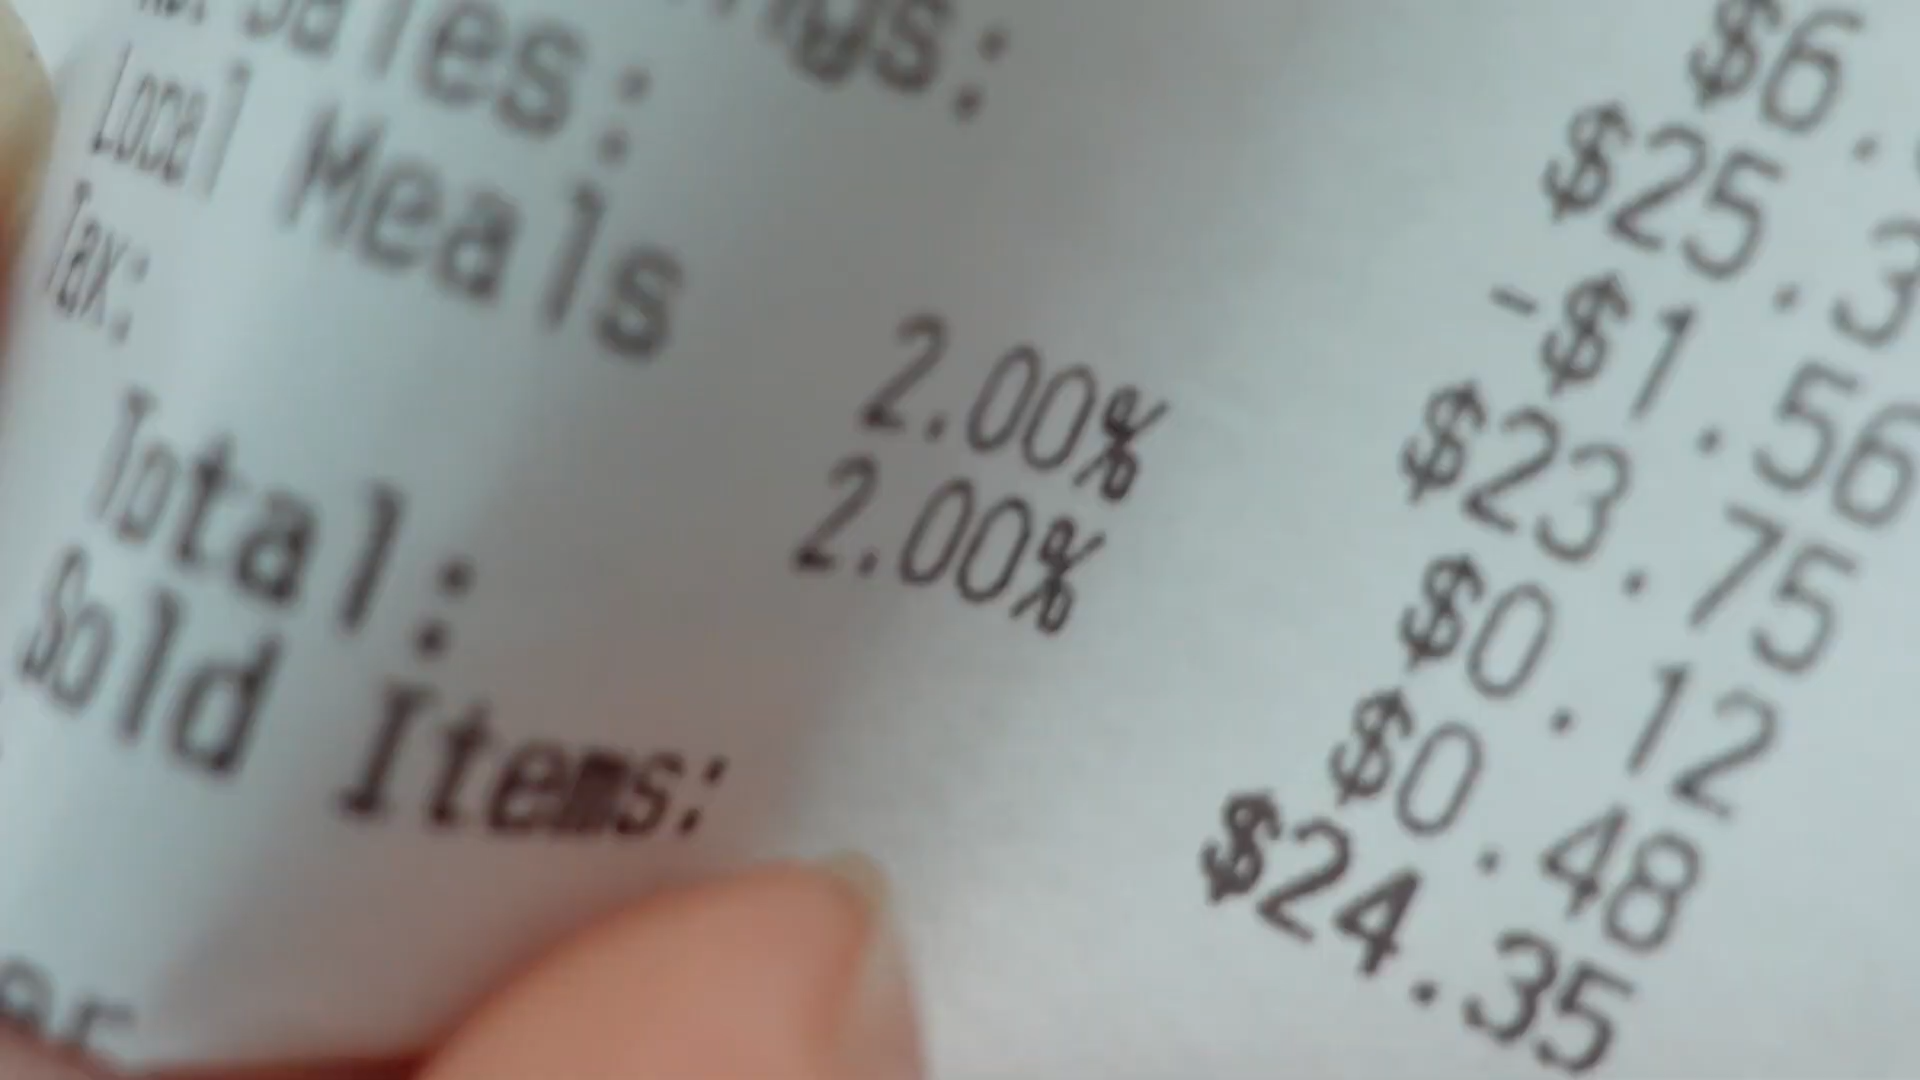 $6.
$25.3
-$1.56
Sales: $23.75
Local Meals 2.00% $0.12
Tax: 2.00% $0.48
Total: $24.35
Sold Items: